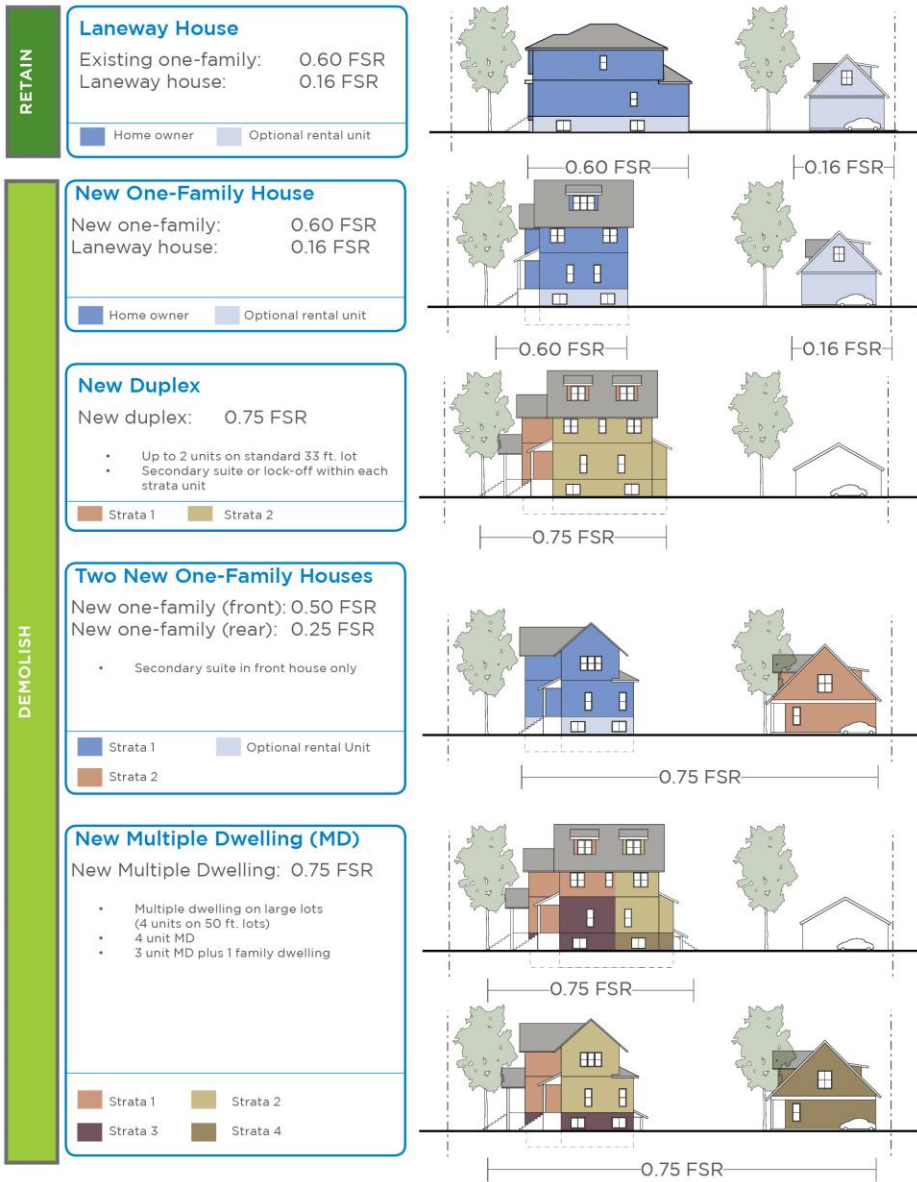 RETAIN
Laneway House
Existing one-family: 0.60 FSR
Laneway house: 0.16 FSR
Home owner Optional rental unit
0.60 FSR 0.16 FSR
DEMOLISH
New One-Family House
New one-family: 0.60 FSR
Laneway house: 0.16 FSR
Home owner Optional rental unit
0.60 FSR 0.16 FSR
New Duplex
New duplex: 0.75 FSR
• Up to 2 units on standard 33 ft. lot
• Secondary suite or lock-off within each
strata unit
Strata 1 Strata 2
0.75 FSR
Two New One-Family Houses
New one-family (front): 0.50 FSR
New one-family (rear): 0.25 FSR
• Secondary suite in front house only
Strata 1 Optional rental Unit
Strata 2
0.75 FSR
New Multiple Dwelling (MD)
New Multiple Dwelling: 0.75 FSR
• Multiple dwelling on large lots
(4 units on 50 ft. lots)
• 4 unit MD
• 3 unit MD plus 1 family dwelling
Strata 1 Strata 2
Strata 3 Strata 4
0.75 FSR
0.75 FSR